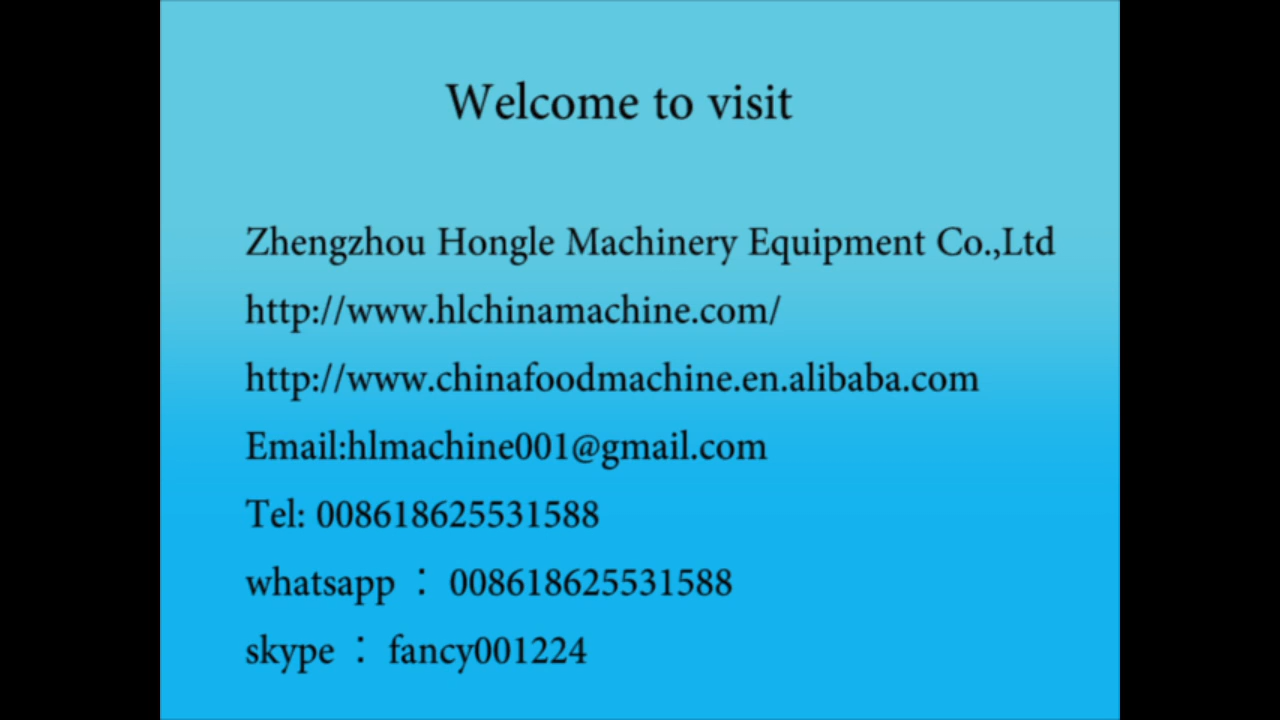 Welcome to visit
Zhengzhou Hongle Machinery Equipment Co.,Ltd
http://www.hlchinamachine.com/
http://www.chinafoodmachine.en.alibaba.com
Email:hlmachine001@gmail.com
Tel: 008618625531588
whatsapp ：008618625531588
skype ：fancy001224